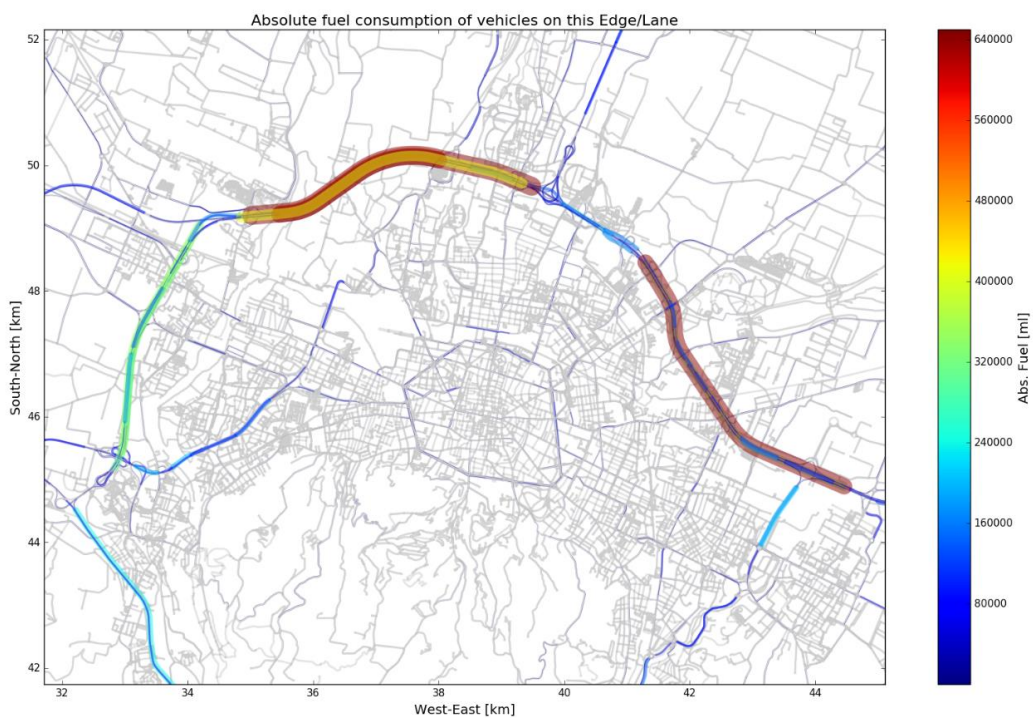 Absolute fuel consumption of vehicles on this Edge/Lane
52
50
48
46
44
42
South-North [km]
32 34 36 38 40 42 44
West-East [km]
640000
560000
480000
400000
320000
240000
160000
80000
Abs. Fuel [ml]